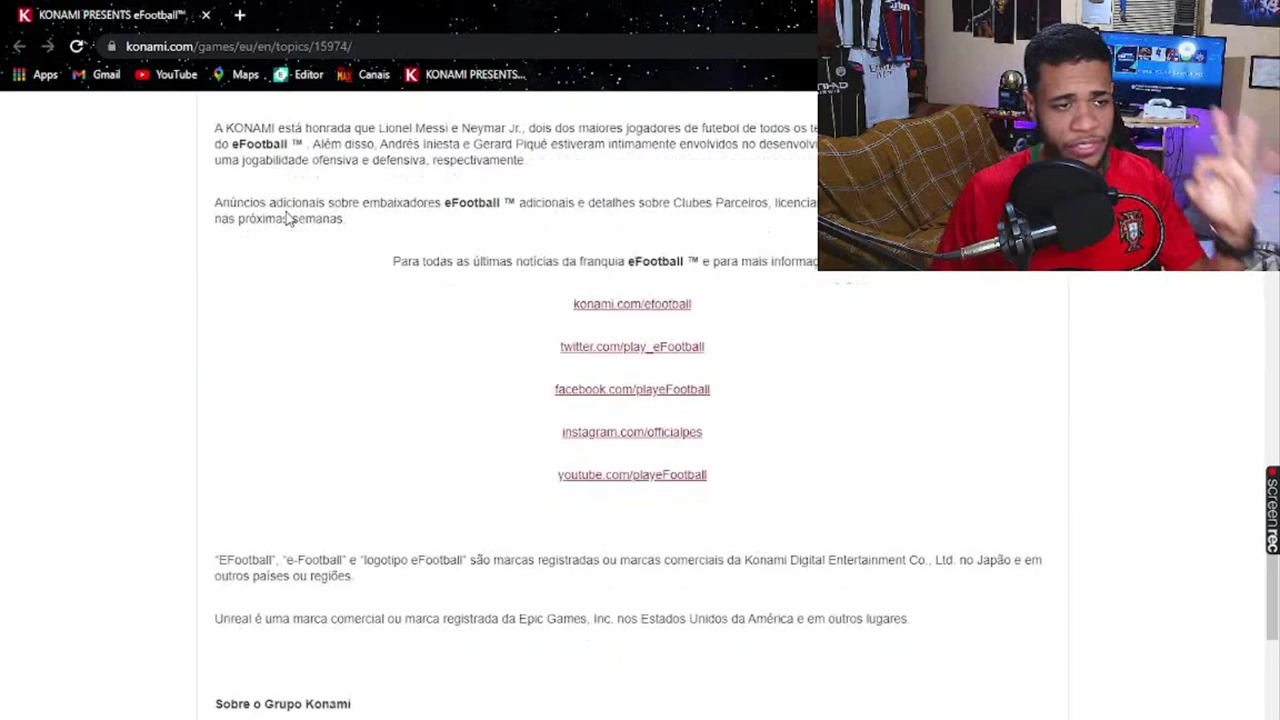 KONAMI PRESENTS eFootball™
konami.com/games/eu/en/topics/15974/
Apps Gmail YouTube Maps Editor Canais KONAMI PRESENTS...
A KONAMI está honrada que Lionel Messi e Neymar Jr., dois dos maiores jogadores de futebol de todos os
do eFootball ™ . Além disso, Andrés Iniesta e Gerard Piqué estiveram intimamente envolvidos no
uma jogabilidade ofensiva e defensiva, respectivamente.
Anúncios adicionais sobre embaixadores eFootball ™ adicionais e detalhes sobre Clubes Parceiros,
nas próximas semanas.
Para todas as últimas notícias da franquia eFootball ™ e para mais
konami.com/efootball
twitter.com/play_eFootball
facebook.com/playeFootball
instagram.com/officialpes
youtube.com/playeFootball
“EFootball”, “e-Football” e “logotipo eFootball” são marcas registradas ou marcas comerciais da Konami Digital Entertainment Co., Ltd. no Japão e em
outros países ou regiões.
Unreal é uma marca comercial ou marca registrada da Epic Games, Inc. nos Estados Unidos da América e em outros lugares.
Sobre o Grupo Konami
screenrec